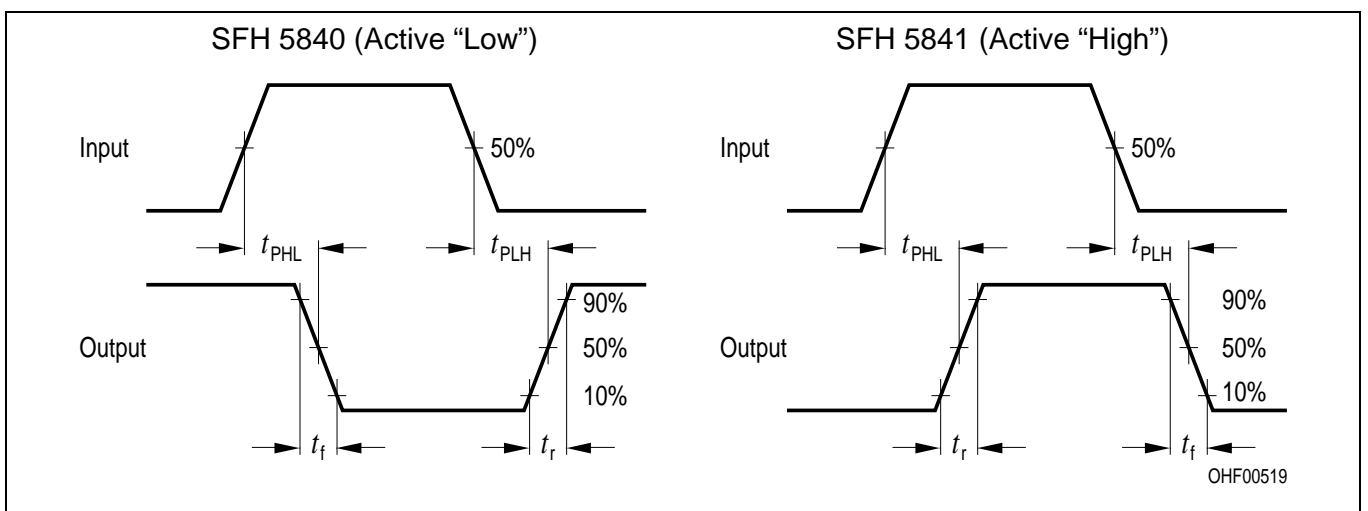 SFH 5840 (Active “Low”)
SFH 5841 (Active “High”)
Input
50%
Input
50%
tPHL
tPLH
tPHL
tPLH
Output
90%
50%
10%
Output
90%
50%
10%
tf
tr
tr
tf
OHF00519